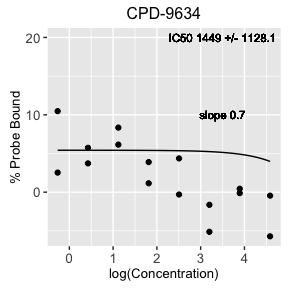 CPD-9634
20
IC50 1449 +/- 1128.1
10
slope 0.7
0
% Probe Bound
0 1 2 3 4
log(Concentration)